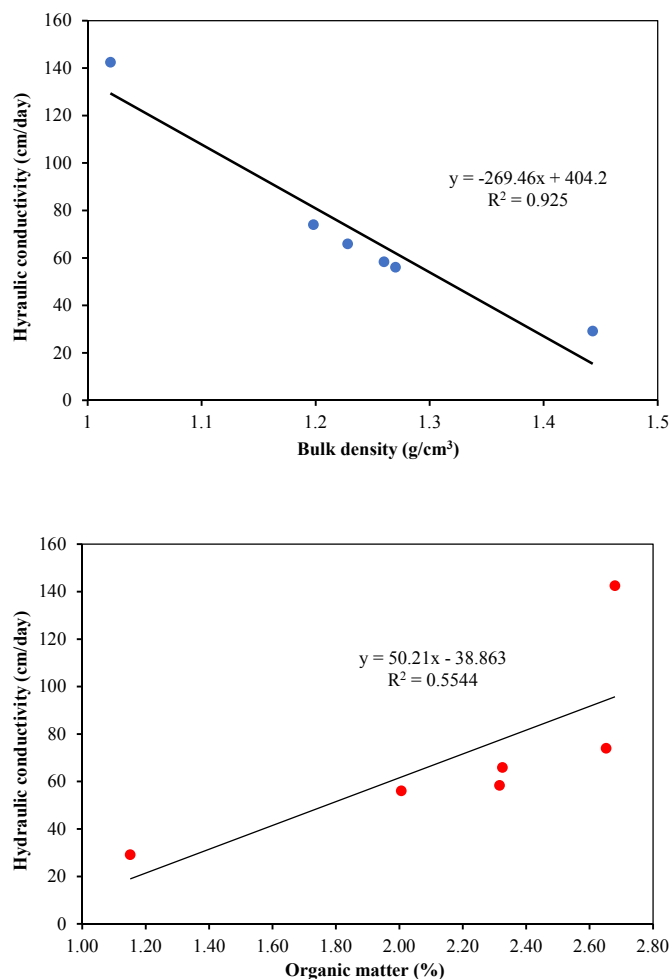 160
140
120
100
80
60
40
20
0
Hyraulic conductivity (cm/day)
y = -269.46x + 404.2
R² = 0.925
1 1.1 1.2 1.3 1.4 1.5
Bulk density (g/cm³)
160
140
120
100
80
60
40
20
0
Hydraulic conductivity (cm/day)
y = 50.21x - 38.863
R² = 0.5544
1.00 1.20 1.40 1.60 1.80 2.00 2.20 2.40 2.60 2.80
Organic matter (%)